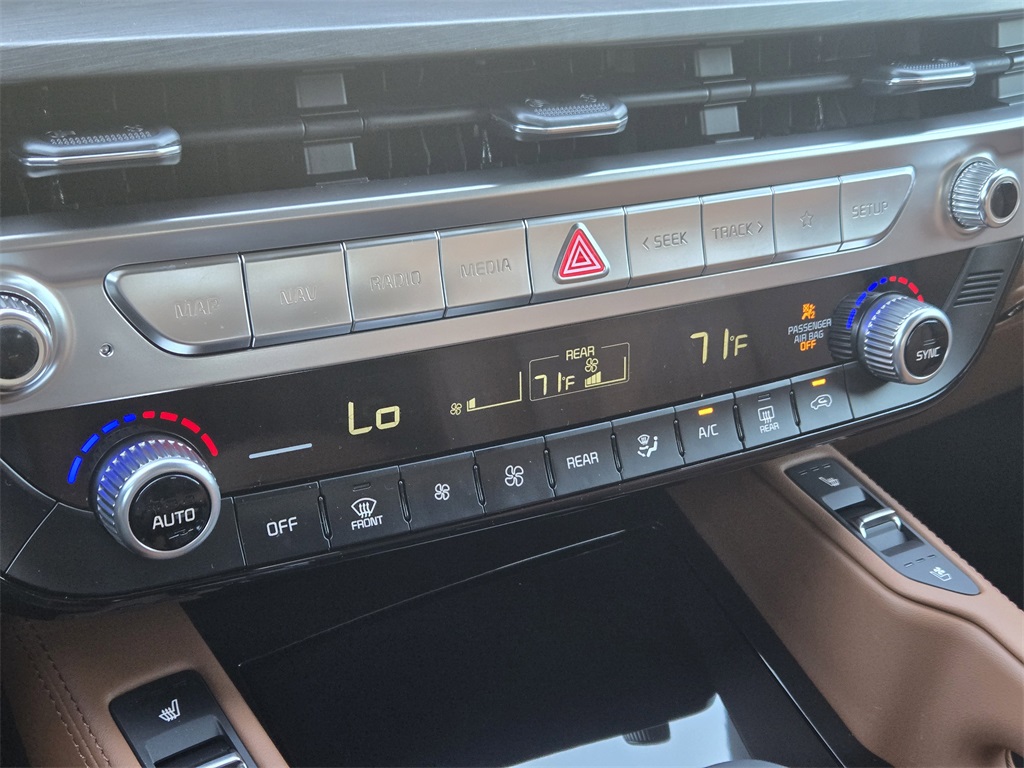 MAP NAV RADIO MEDIA < SEEK TRACK > SETUP
Lo
REAR
71°F
71°F
PASSENGER
AIR BAG
OFF
SYNC
AUTO
OFF
FRONT
REAR
A/C
REAR